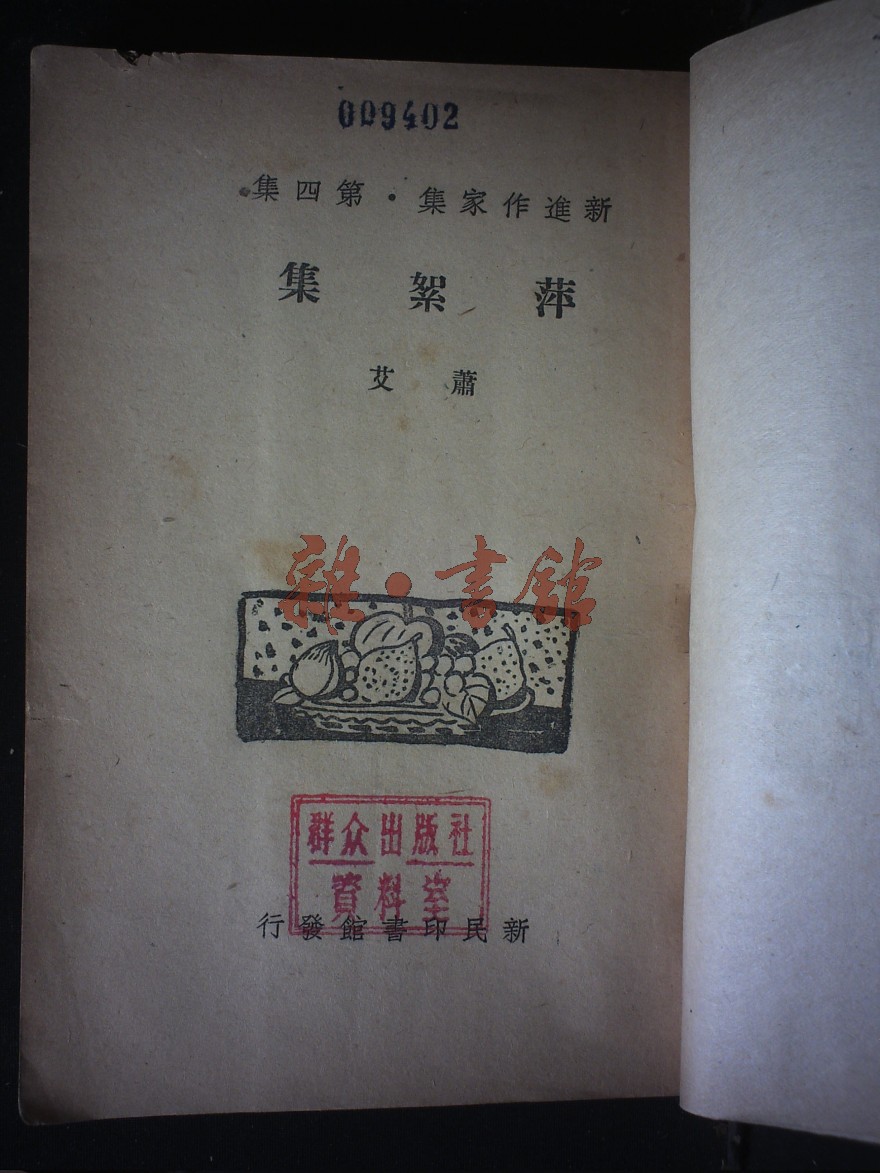 009402
新進作家集・第四集
萍絮集
蕭艾
雜・書館
群众出版社
資料室
新民印書館發行